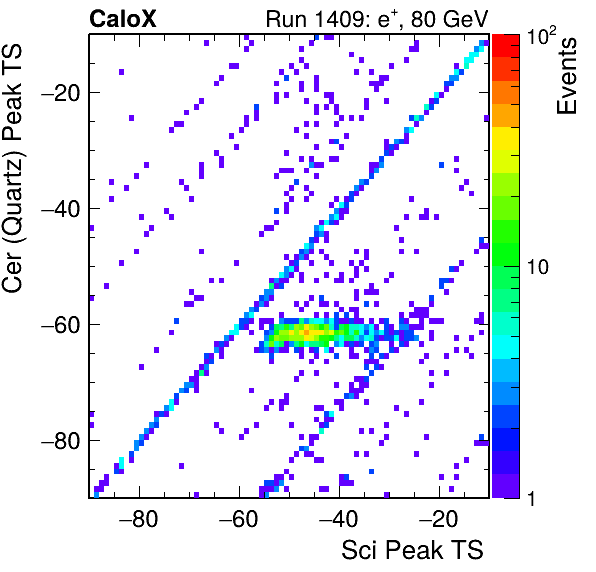 CaloX
Run 1409: e+, 80 GeV
Cer (Quartz) Peak TS
−20
−40
−60
−80
−80
−60
−40
−20
Sci Peak TS
10²
10
1
Events